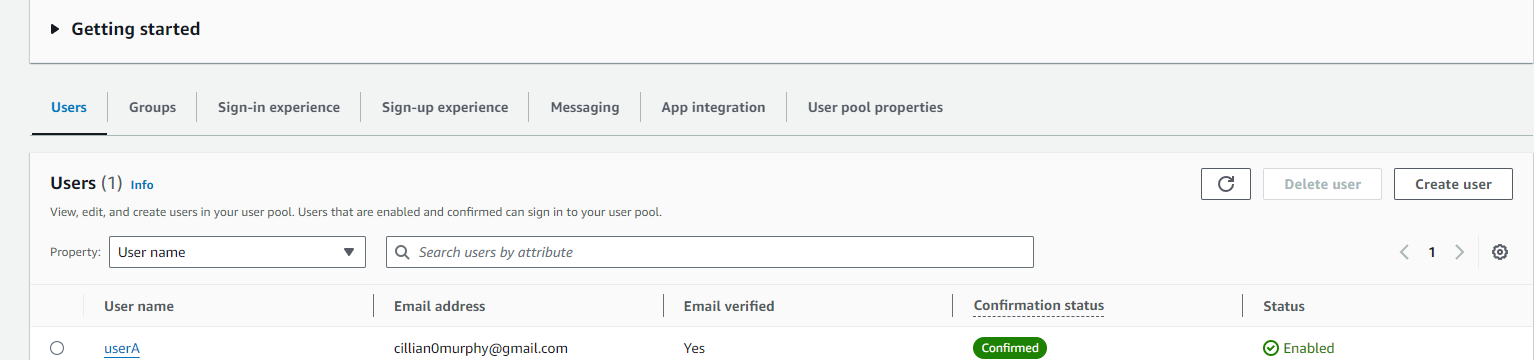 Getting started
Users Groups Sign-in experience Sign-up experience Messaging App integration User pool properties
Users (1) Info Delete user Create user
View, edit, and create users in your user pool. Users that are enabled and confirmed can sign in to your user pool.
Property: User name Search users by attribute 1
User name Email address Email verified Confirmation status Status
userA cillian0murphy@gmail.com Yes Confirmed Enabled